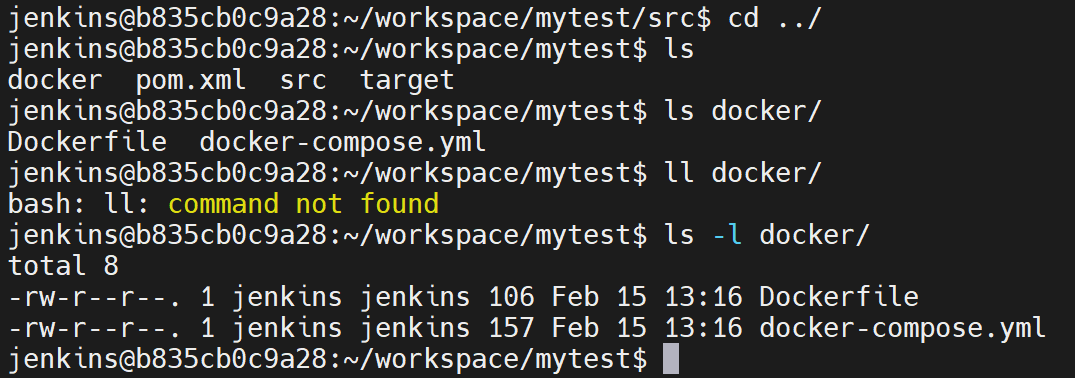 jenkins@b835cb0c9a28:~/workspace/mytest/src$ cd ../
jenkins@b835cb0c9a28:~/workspace/mytest$ ls
docker  pom.xml  src  target
jenkins@b835cb0c9a28:~/workspace/mytest$ ls docker/
Dockerfile  docker-compose.yml
jenkins@b835cb0c9a28:~/workspace/mytest$ ll docker/
bash: ll: command not found
jenkins@b835cb0c9a28:~/workspace/mytest$ ls -l docker/
total 8
-rw-r--r--. 1 jenkins jenkins 106 Feb 15 13:16 Dockerfile
-rw-r--r--. 1 jenkins jenkins 157 Feb 15 13:16 docker-compose.yml
jenkins@b835cb0c9a28:~/workspace/mytest$